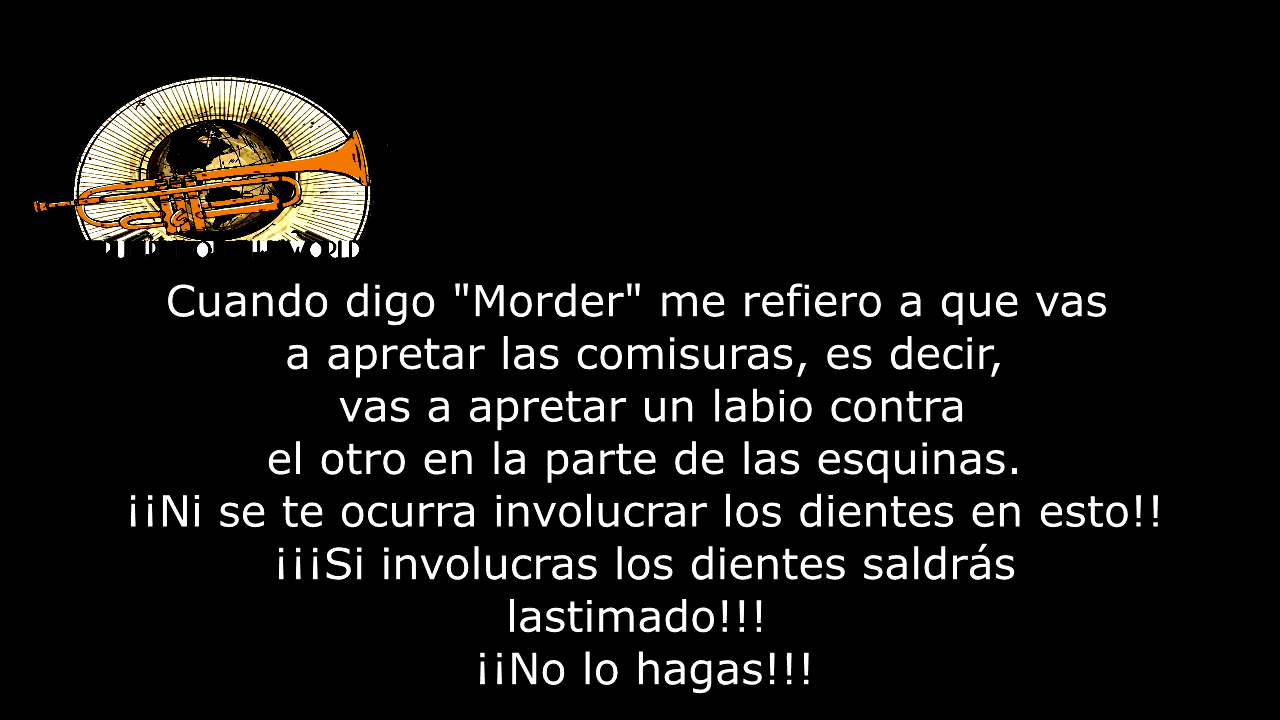 WORLD
Cuando digo "Morder" me refiero a que vas
a apretar las comisuras, es decir,
vas a apretar un labio contra
el otro en la parte de las esquinas.
¡¡Ni se te ocurra involucrar los dientes en esto!!
¡¡¡Si involucras los dientes saldrás
lastimado!!!
¡¡No lo hagas!!!